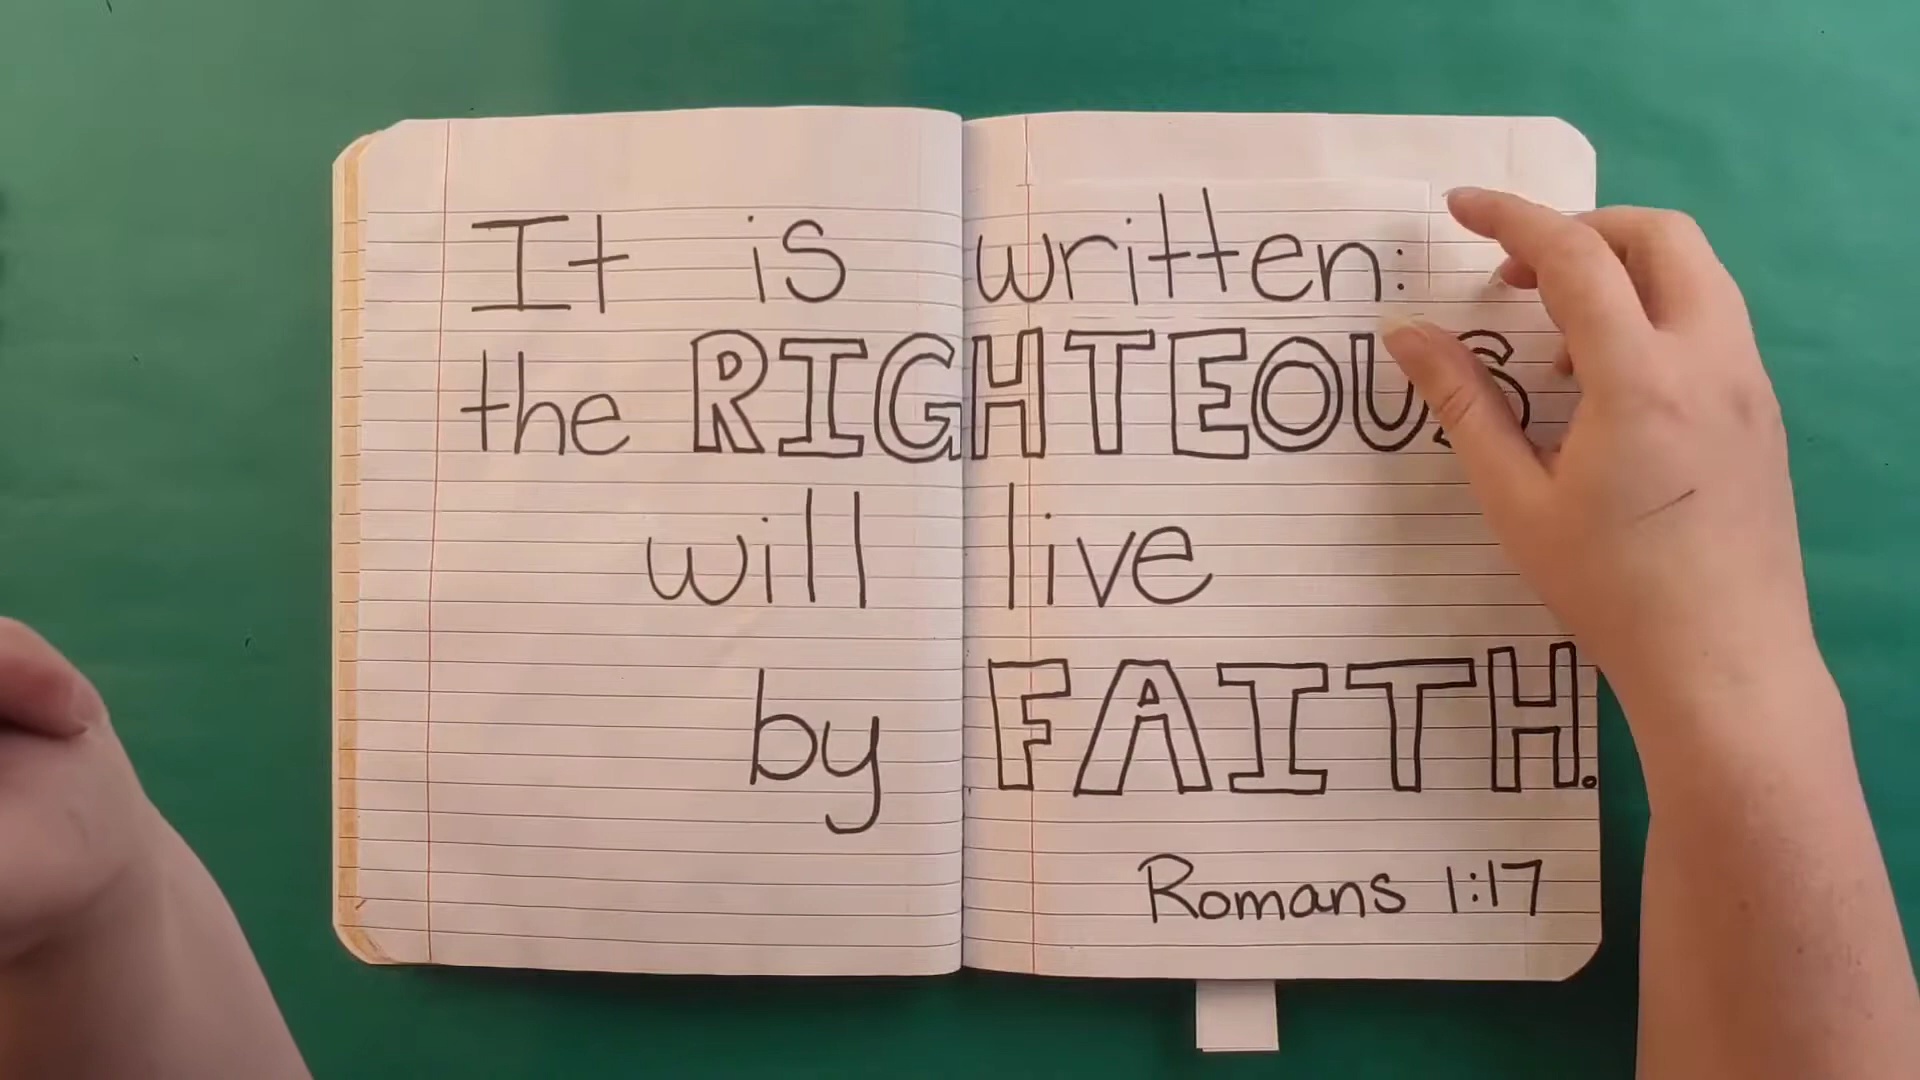 It is written:
the RIGHTEOUS
will live
by FAITH.
Romans 1:17